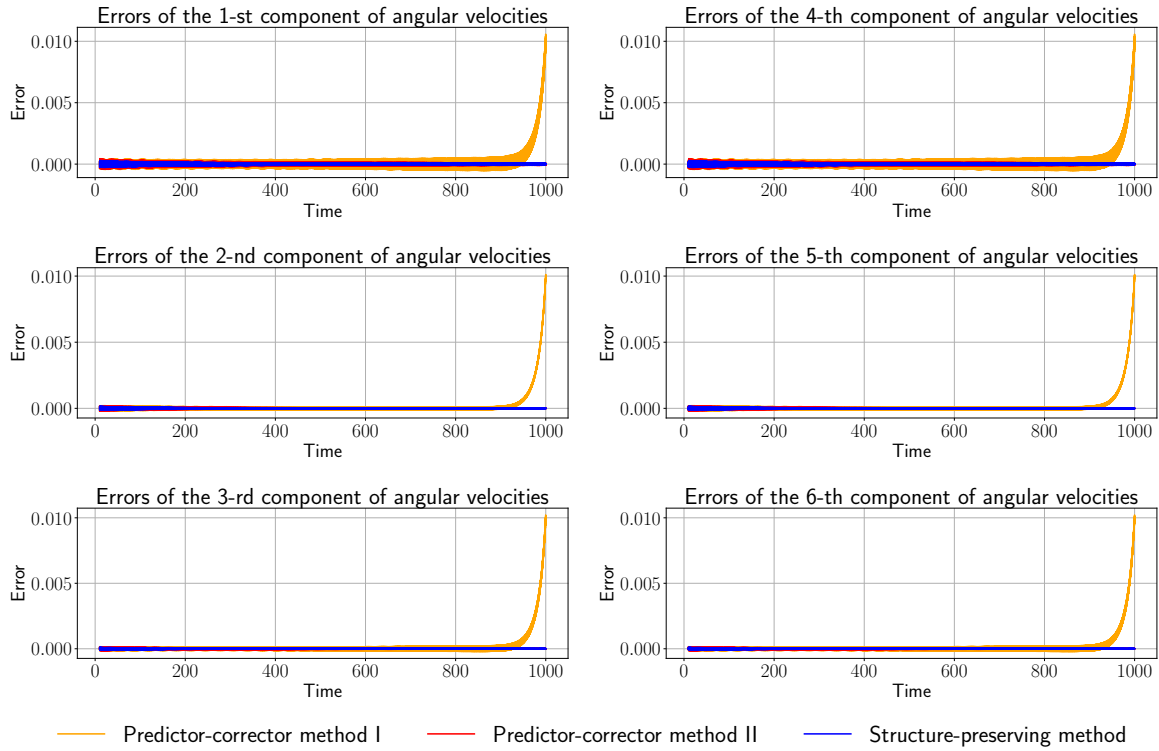 Errors of the 1-st component of angular velocities
Error
0.010
0.005
0.000
0 200 400 600 800 1000
Time
Errors of the 4-th component of angular velocities
Error
0.010
0.005
0.000
0 200 400 600 800 1000
Time
Errors of the 2-nd component of angular velocities
Error
0.010
0.005
0.000
0 200 400 600 800 1000
Time
Errors of the 5-th component of angular velocities
Error
0.010
0.005
0.000
0 200 400 600 800 1000
Time
Errors of the 3-rd component of angular velocities
Error
0.010
0.005
0.000
0 200 400 600 800 1000
Time
Errors of the 6-th component of angular velocities
Error
0.010
0.005
0.000
0 200 400 600 800 1000
Time
Predictor-corrector method I Predictor-corrector method II Structure-preserving method